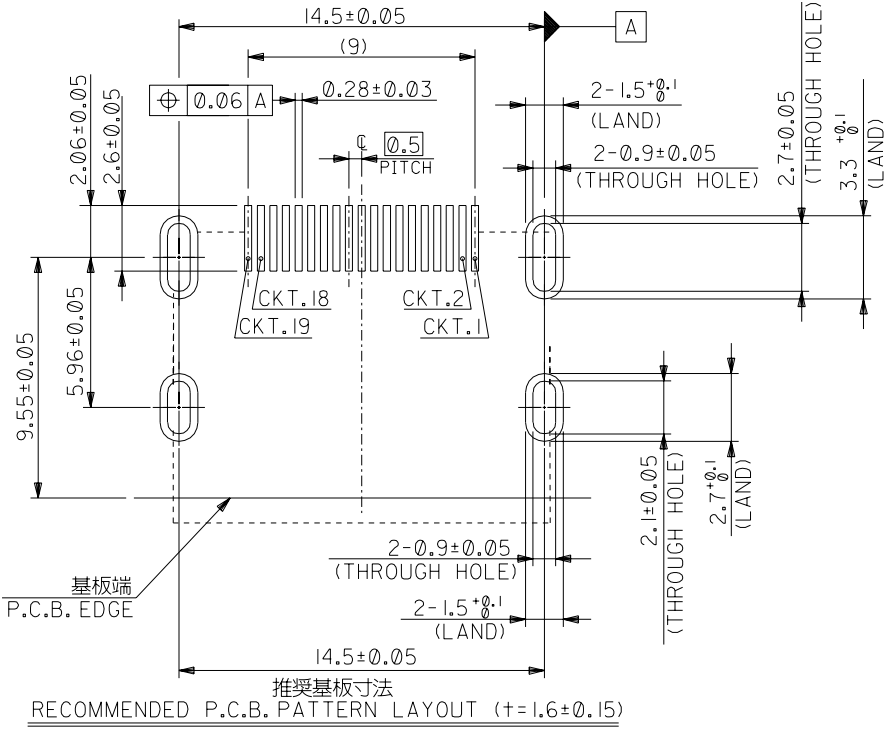 14.5±0.05
A
(9)
0.06 A
0.28±0.03
2-1.5 +0.1 0
(LAND)
℄ 0.5
PITCH
2-0.9±0.05
(THROUGH HOLE)
2.06±0.05
2.6±0.05
2.7±0.05
(THROUGH HOLE)
3.3 +0.1 0
(LAND)
CKT.18
CKT.2
CKT.19
CKT.1
9.55±0.05
5.96±0.05
2.1±0.05
(THROUGH HOLE)
2.7 +0.1 0
(LAND)
2-0.9±0.05
(THROUGH HOLE)
基板端
P.C.B. EDGE
2-1.5 +0.1 0
(LAND)
14.5±0.05
推奨基板寸法
RECOMMENDED P.C.B. PATTERN LAYOUT (t=1.6±0.15)